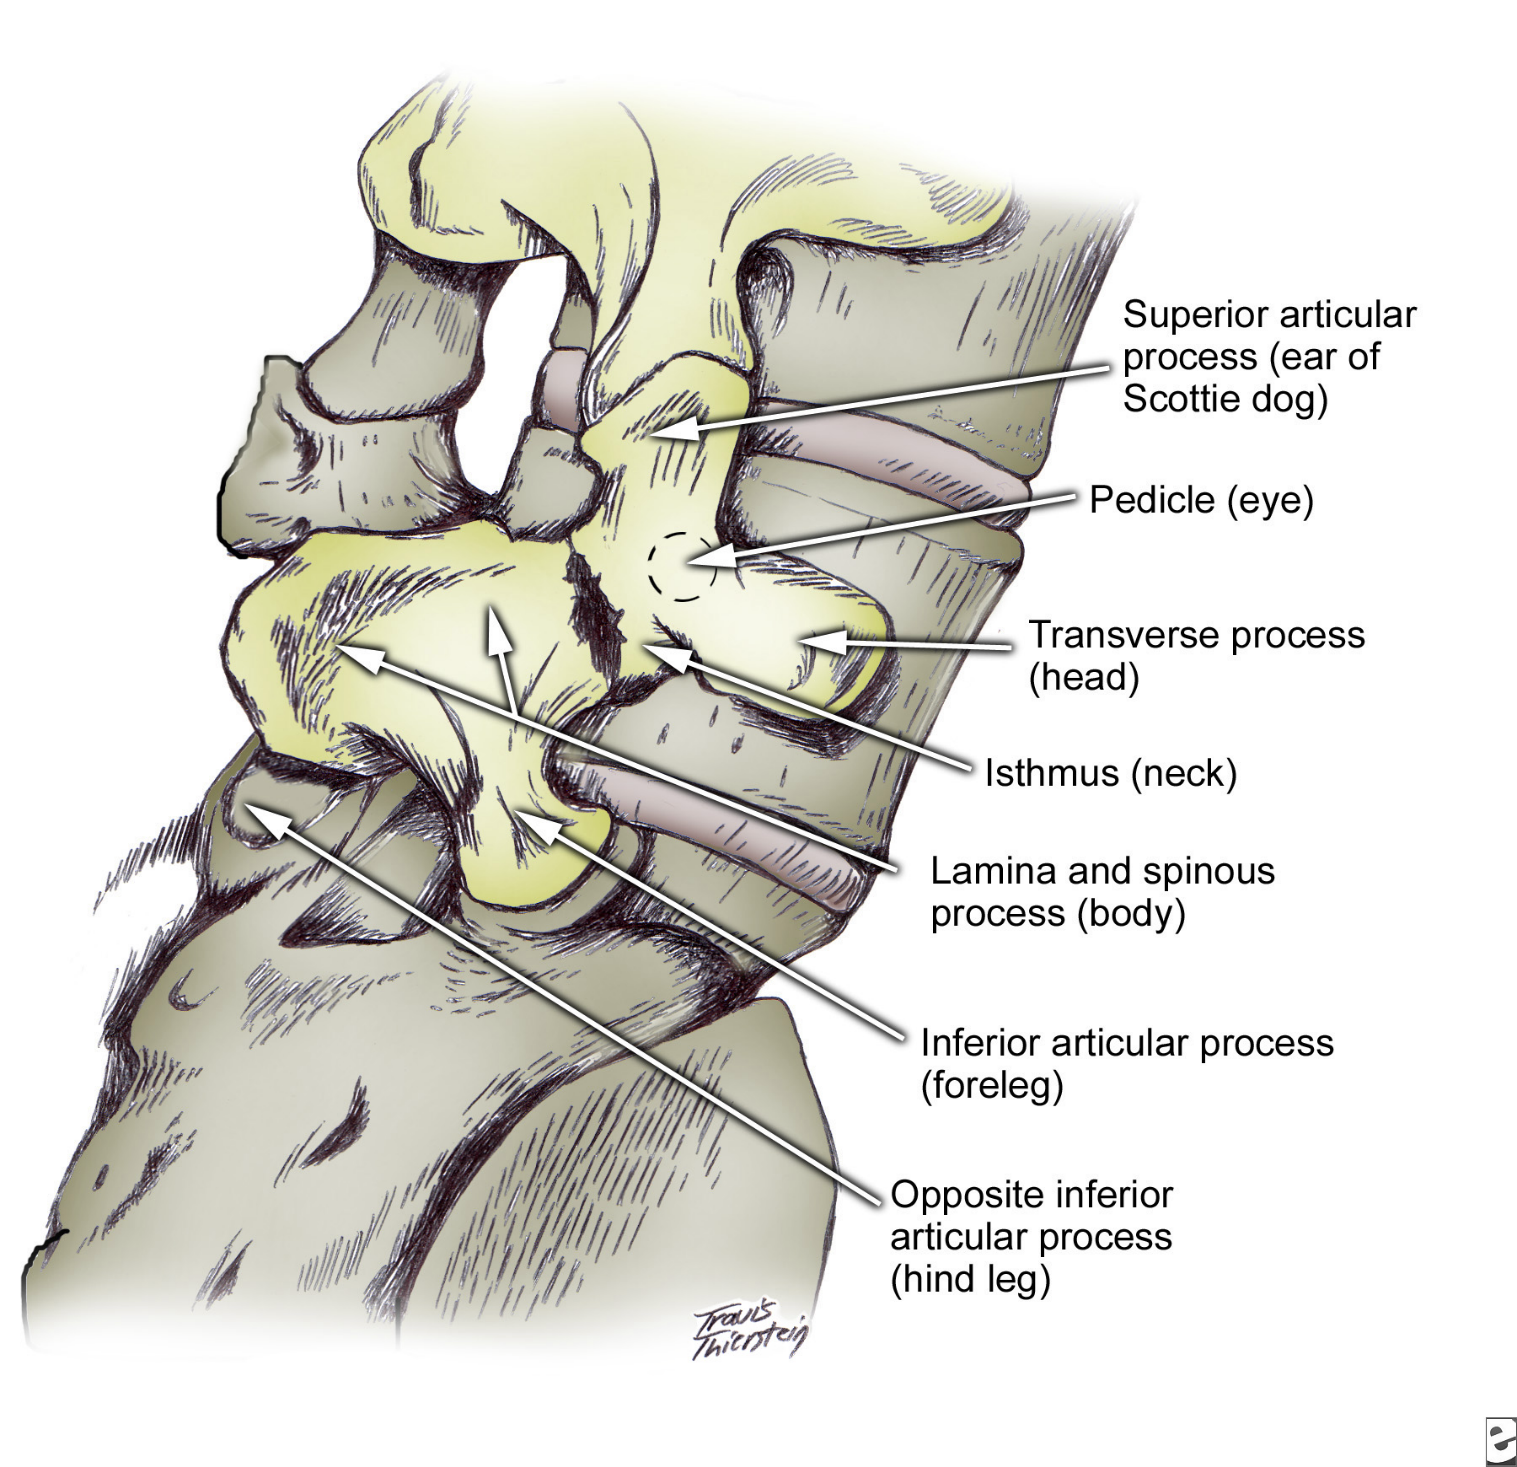 Superior articular
process (ear of
Scottie dog)
Pedicle (eye)
Transverse process
(head)
Isthmus (neck)
Lamina and spinous
process (body)
Inferior articular process
(foreleg)
Opposite inferior
articular process
(hind leg)
Travis
Thierstein
e